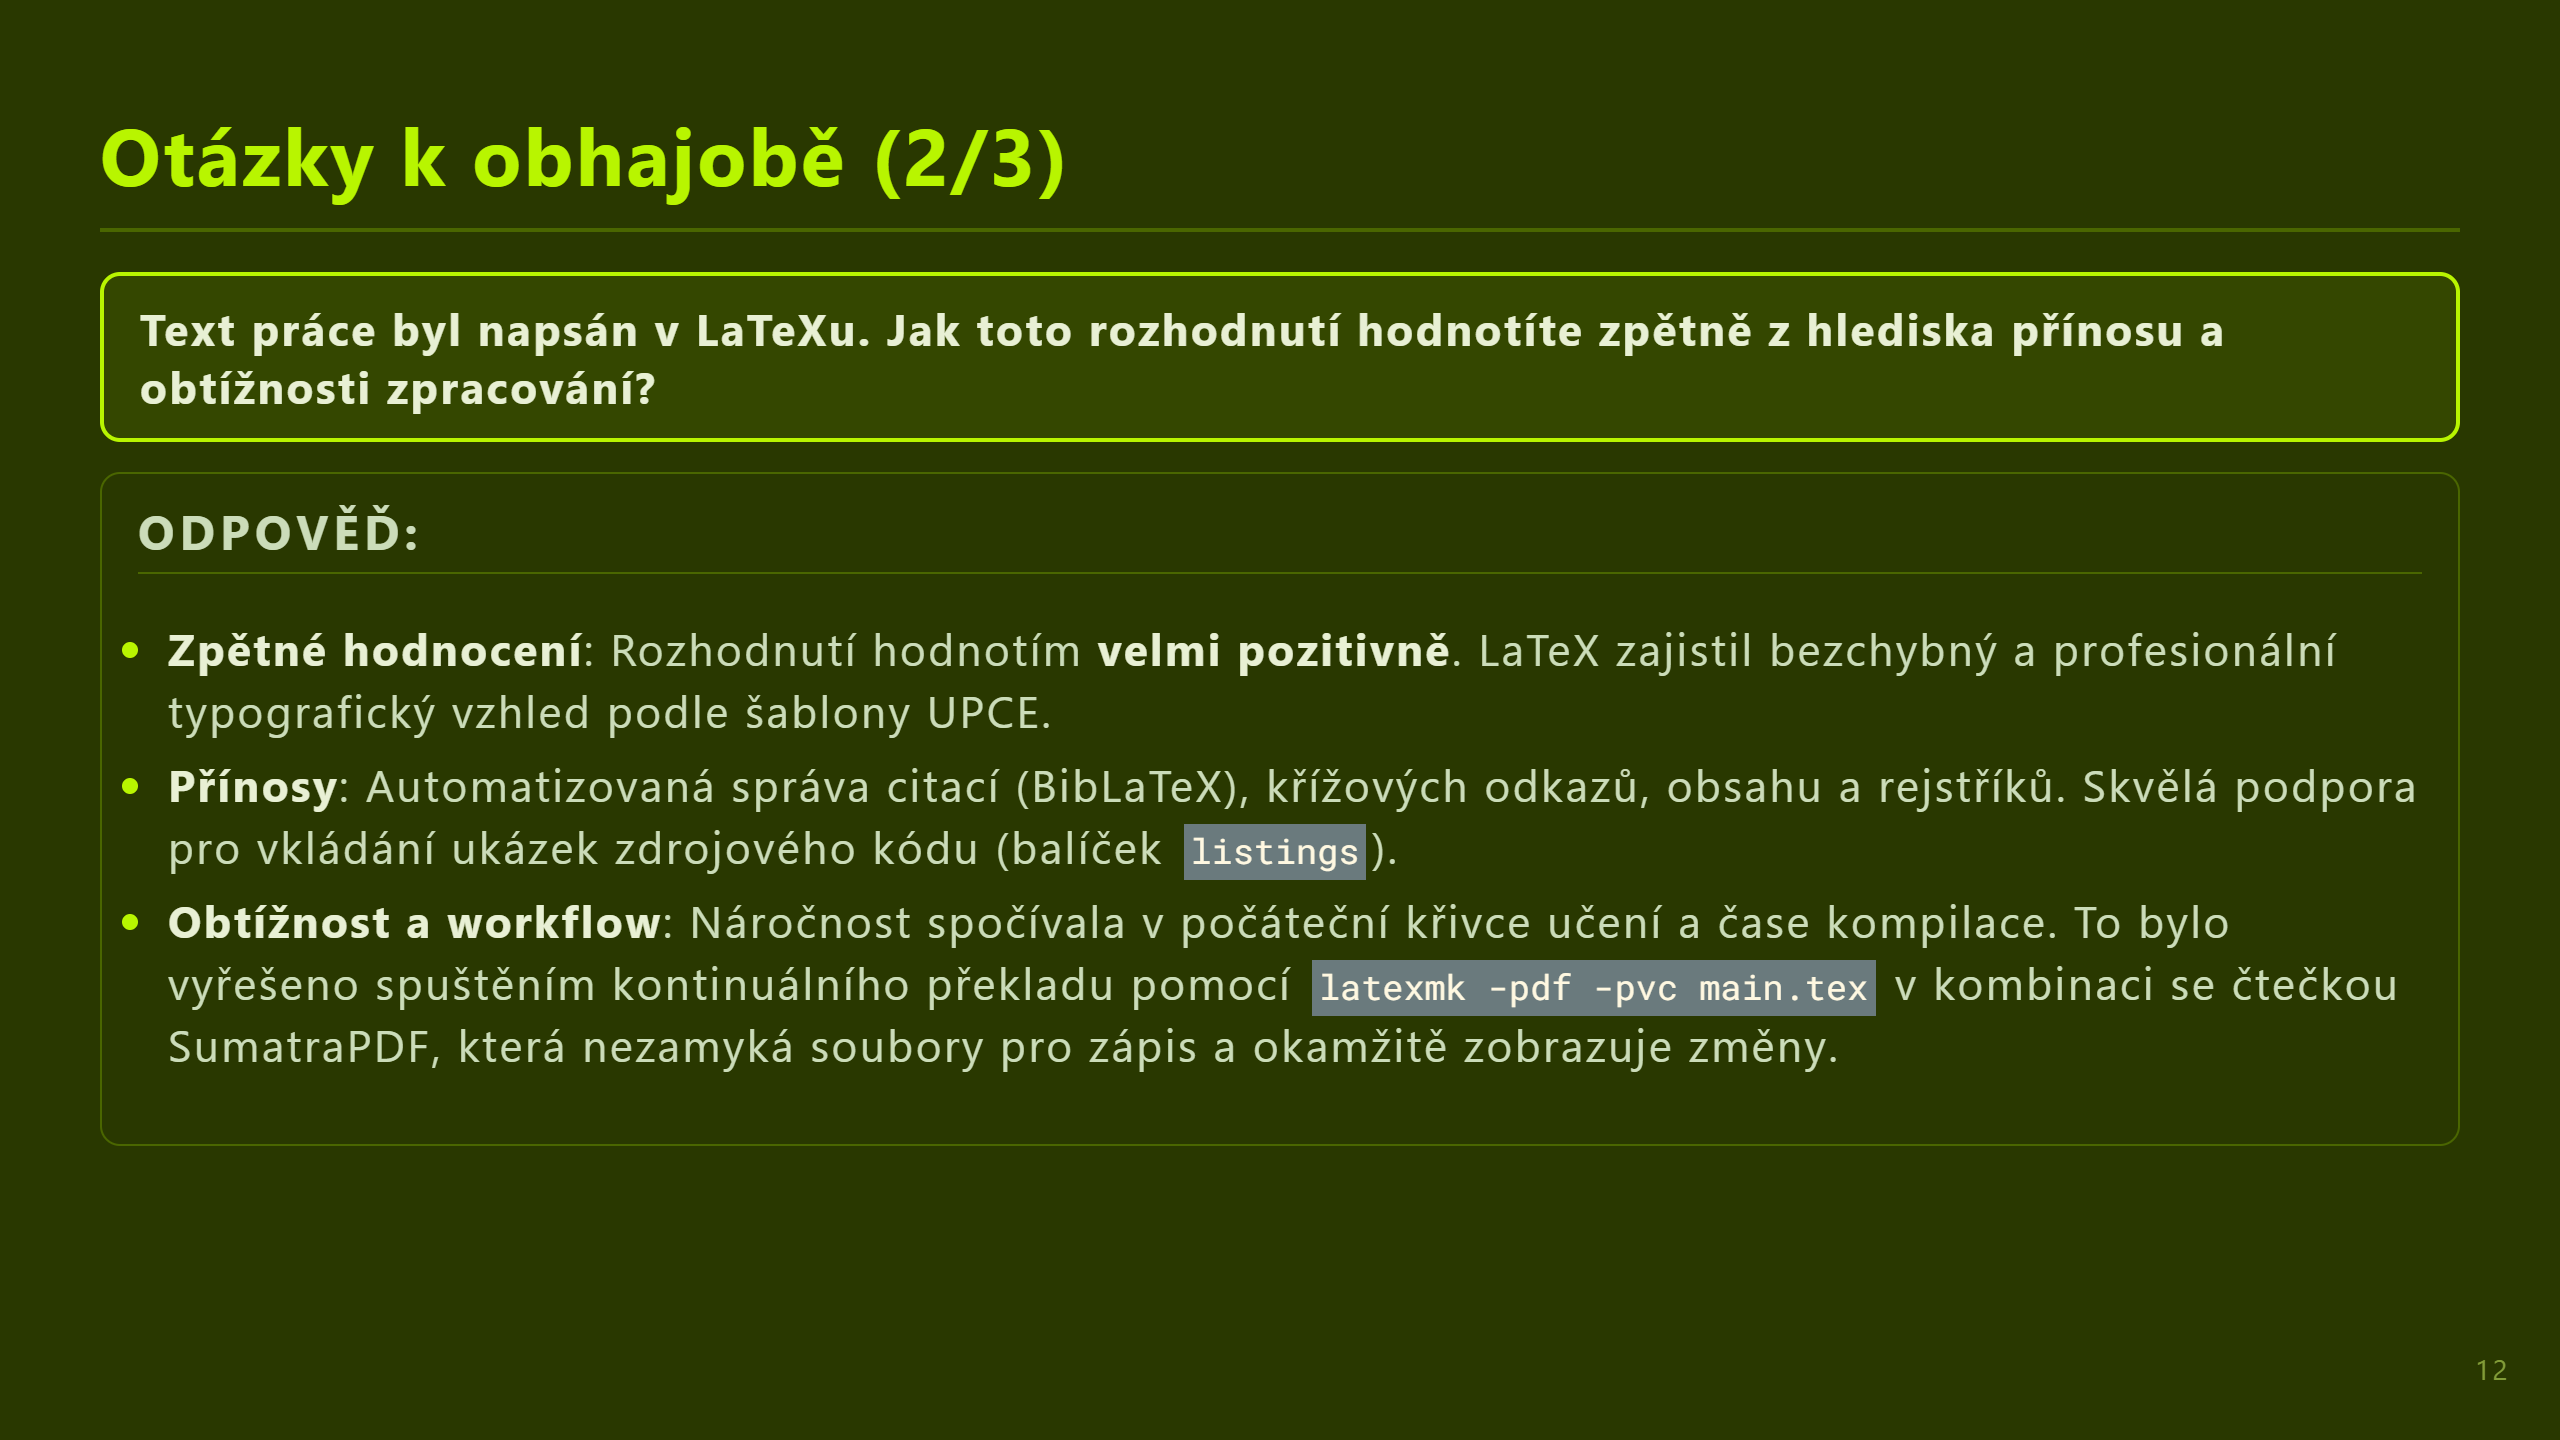 Otázky k obhajobě (2/3)
Text práce byl napsán v LaTeXu. Jak toto rozhodnutí hodnotíte zpětně z hlediska přínosu a
obtížnosti zpracování?
ODPOVĚĎ:
• Zpětné hodnocení: Rozhodnutí hodnotím velmi pozitivně. LaTeX zajistil bezchybný a profesionální
typografický vzhled podle šablony UPCE.
• Přínosy: Automatizovaná správa citací (BibLaTeX), křížových odkazů, obsahu a rejstříků. Skvělá podpora
pro vkládání ukázek zdrojového kódu (balíček listings).
• Obtížnost a workflow: Náročnost spočívala v počáteční křivce učení a čase kompilace. To bylo
vyřešeno spuštěním kontinuálního překladu pomocí latexmk -pdf -pvc main.tex v kombinaci se čtečkou
SumatraPDF, která nezamyká soubory pro zápis a okamžitě zobrazuje změny.
12